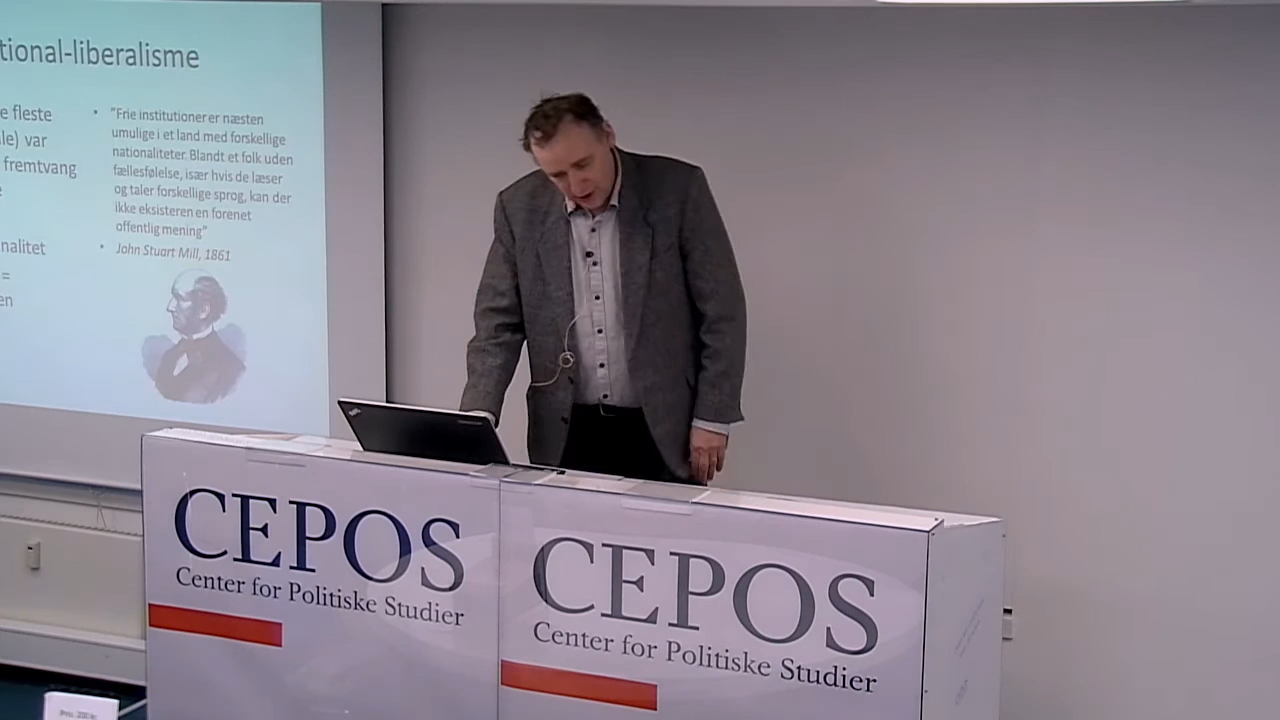 tional-liberalisme
e fleste
le) var
fremtvang
nalitet
=
en
• "Frie institutioner er næsten
umulige i et land med forskellige
nationaliteter. Blandt et folk uden
fællesfølelse, især hvis de læser
og taler forskellige sprog, kan der
ikke eksisteren en forenet
offentlig mening"
• John Stuart Mill, 1861
CEPOS
Center for Politiske Studier
CEPOS
Center for Politiske Studier